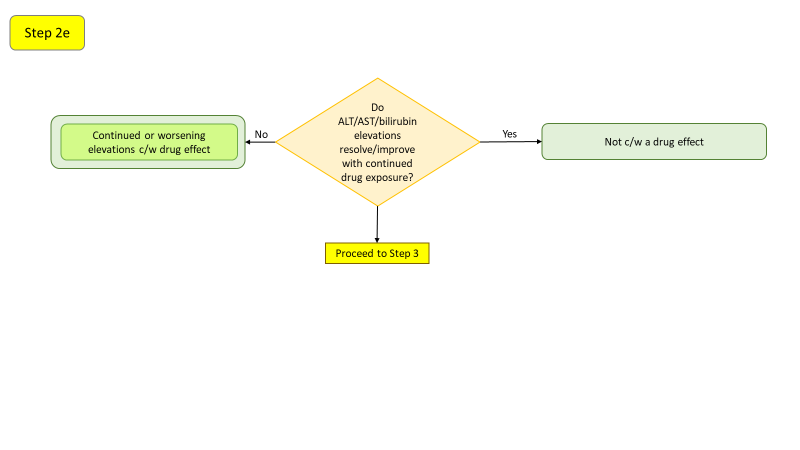 Step 2e
Do
ALT/AST/bilirubin
elevations
resolve/improve
with continued
drug exposure?
No
Continued or worsening
elevations c/w drug effect
Yes
Not c/w a drug effect
Proceed to Step 3